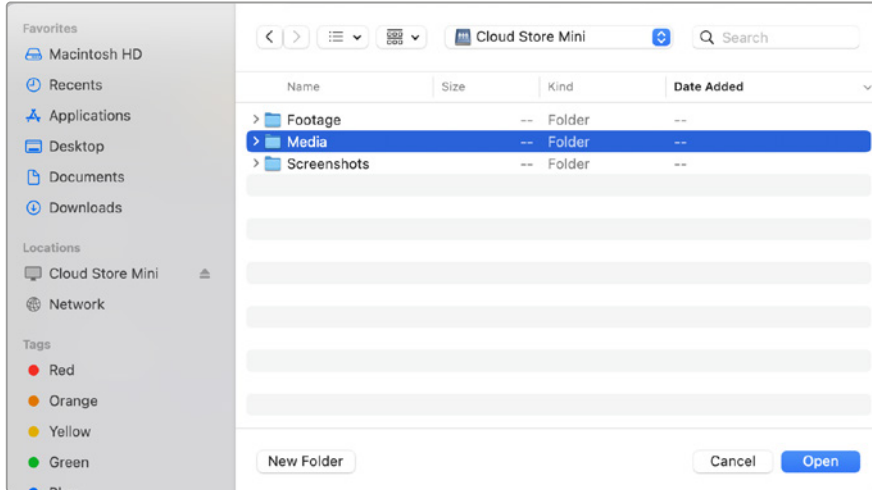 Favorites
Macintosh HD
Recents
Applications
Desktop
Documents
Downloads
Locations
Cloud Store Mini
Network
Tags
Red
Orange
Yellow
Green
Cloud Store Mini
Search
Name Size Kind Date Added
Footage -- Folder --
Media -- Folder --
Screenshots -- Folder --
New Folder Cancel Open